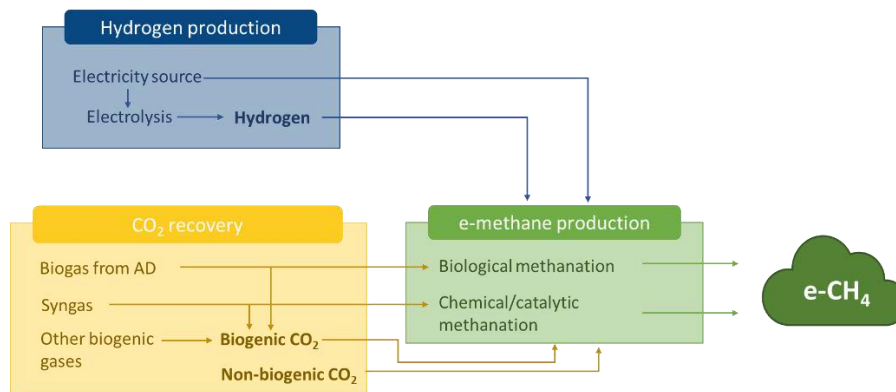 Hydrogen production
Electricity source
Electrolysis
Hydrogen
CO₂ recovery
Biogas from AD
Syngas
Other biogenic
gases
Biogenic CO₂
Non-biogenic CO₂
e-methane production
Biological methanation
Chemical/catalytic
methanation
e-CH₄